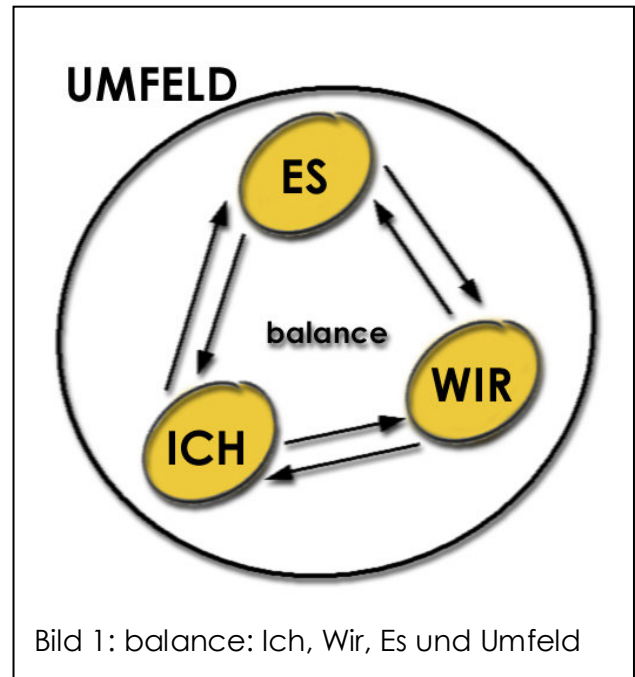 UMFELD
ES
balance
WIR
ICH
Bild 1: balance: Ich, Wir, Es und Umfeld